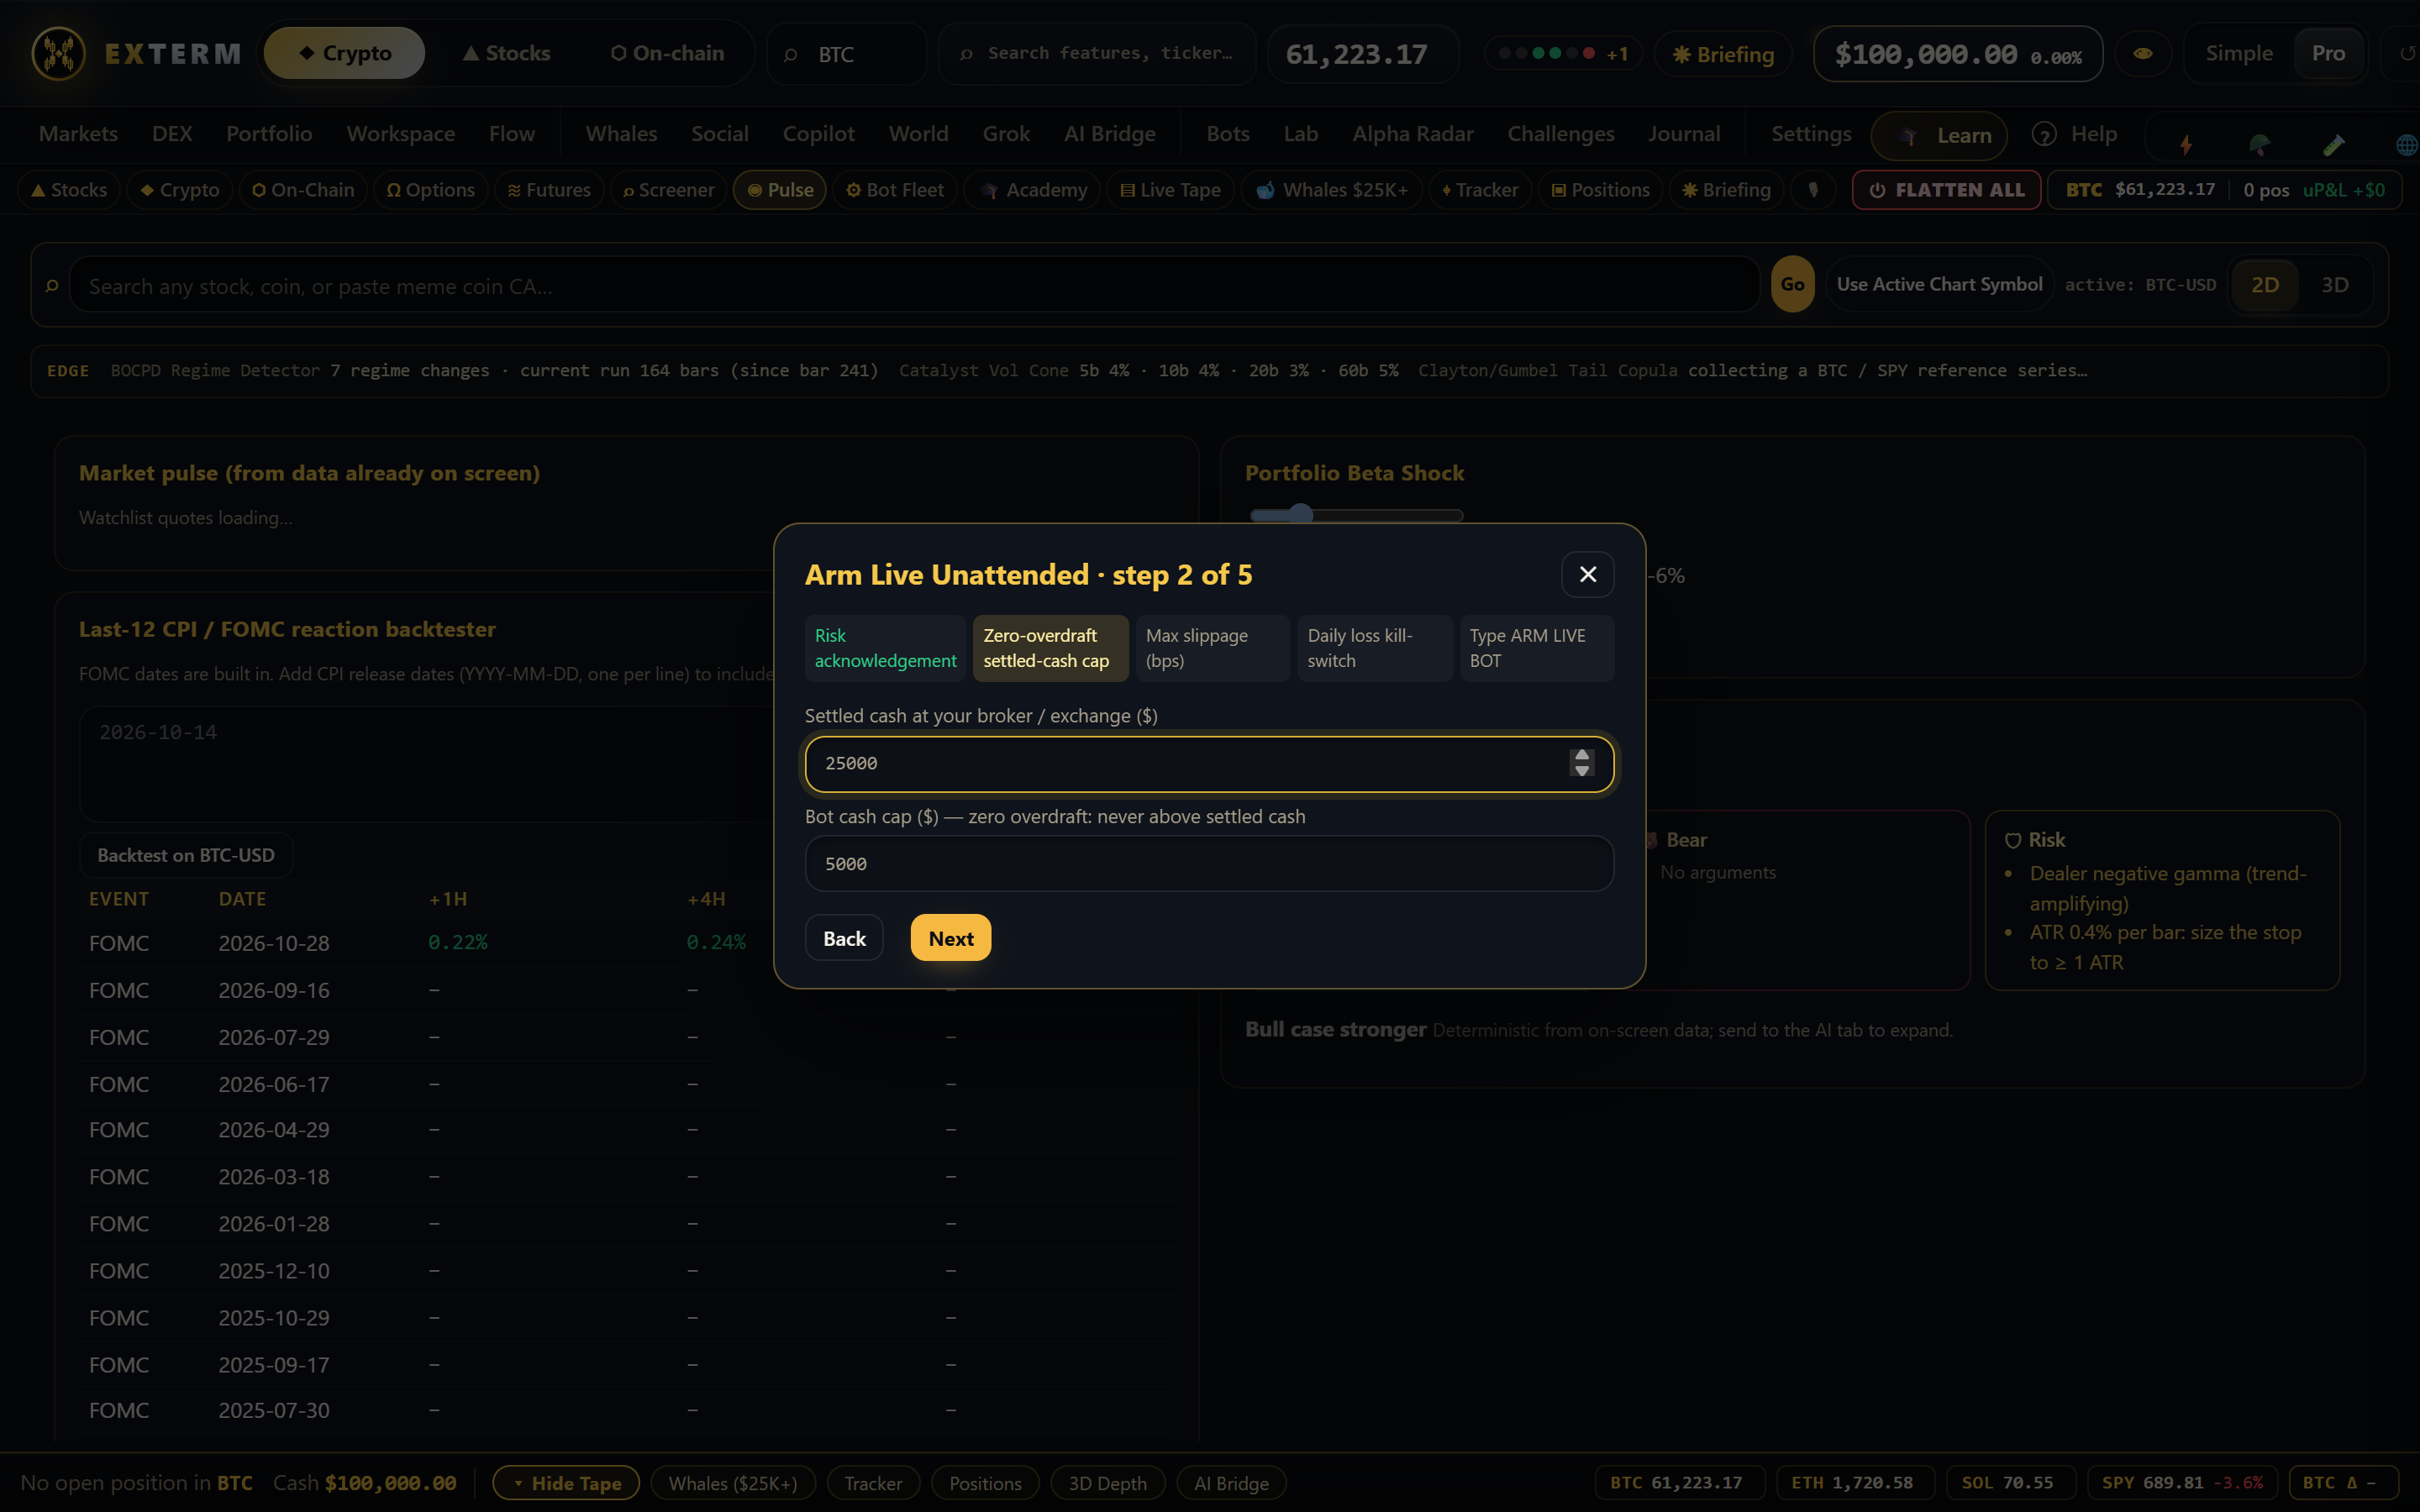 EXTERM
Crypto
Stocks
On-chain
BTC
Search features, ticker…
61,223.17
+1
Briefing
$100,000.00 0.00%
Simple
Pro
Markets
DEX
Portfolio
Workspace
Flow
Whales
Social
Copilot
World
Grok
AI Bridge
Bots
Lab
Alpha Radar
Challenges
Journal
Settings
Learn
Help
Stocks
Crypto
On-Chain
Options
Futures
Screener
Pulse
Bot Fleet
Academy
Live Tape
Whales $25K+
Tracker
Positions
Briefing
FLATTEN ALL
BTC $61,223.17 0 pos uP&L +$0
Search any stock, coin, or paste meme coin CA...
Go
Use Active Chart Symbol
active: BTC-USD
2D
3D
EDGE BOCPD Regime Detector 7 regime changes · current run 164 bars (since bar 241) Catalyst Vol Cone 5b 4% · 10b 4% · 20b 3% · 60b 5% Clayton/Gumbel Tail Copula collecting a BTC / SPY reference series…
Market pulse (from data already on screen)
Watchlist quotes loading...
Portfolio Beta Shock
-6%
Last-12 CPI / FOMC reaction backtester
FOMC dates are built in. Add CPI release dates (YYYY-MM-DD, one per line) to include
2026-10-14
Backtest on BTC-USD
EVENT DATE +1H +4H
FOMC 2026-10-28 0.22% 0.24%
FOMC 2026-09-16 – – –
FOMC 2026-07-29 – – –
FOMC 2026-06-17 – – –
FOMC 2026-04-29 – – –
FOMC 2026-03-18 – – –
FOMC 2026-01-28 – – –
FOMC 2025-12-10 – – –
FOMC 2025-10-29 – – –
FOMC 2025-09-17 – – –
FOMC 2025-07-30 – – –
Arm Live Unattended · step 2 of 5
Risk acknowledgement
Zero-overdraft settled-cash cap
Max slippage (bps)
Daily loss kill-switch
Type ARM LIVE BOT
Settled cash at your broker / exchange ($)
25000
Bot cash cap ($) — zero overdraft: never above settled cash
5000
Back
Next
Bear
No arguments
Risk
Dealer negative gamma (trend-
amplifying)
ATR 0.4% per bar: size the stop
to ≥ 1 ATR
Bull case stronger Deterministic from on-screen data; send to the AI tab to expand.
No open position in BTC Cash $100,000.00
Hide Tape
Whales ($25K+)
Tracker
Positions
3D Depth
AI Bridge
BTC 61,223.17
ETH 1,720.58
SOL 70.55
SPY 689.81 -3.6%
BTC Δ –